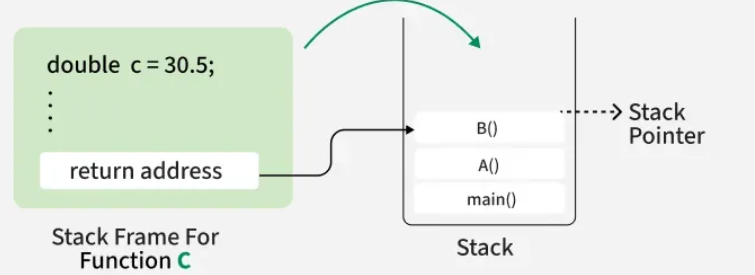 double c = 30.5;
return address
Stack Frame For
Function C
B()
A()
main()
Stack
Stack
Pointer